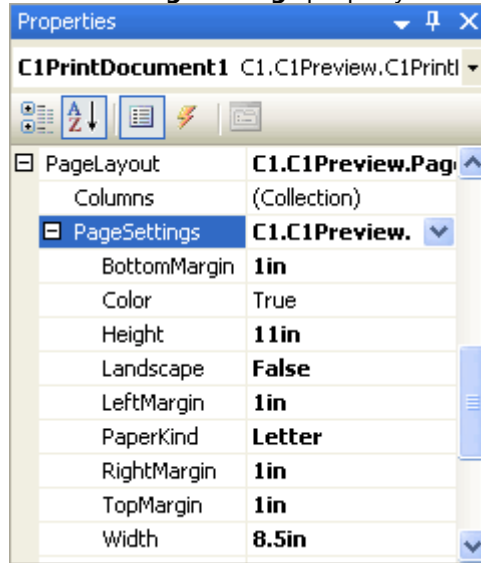 Properties
C1PrintDocument1 C1.C1Preview.C1Print
A
Z
PageLayout C1.C1Preview.Pag
Columns (Collection)
PageSettings C1.C1Preview.
BottomMargin 1in
Color True
Height 11in
Landscape False
LeftMargin 1in
PaperKind Letter
RightMargin 1in
TopMargin 1in
Width 8.5in